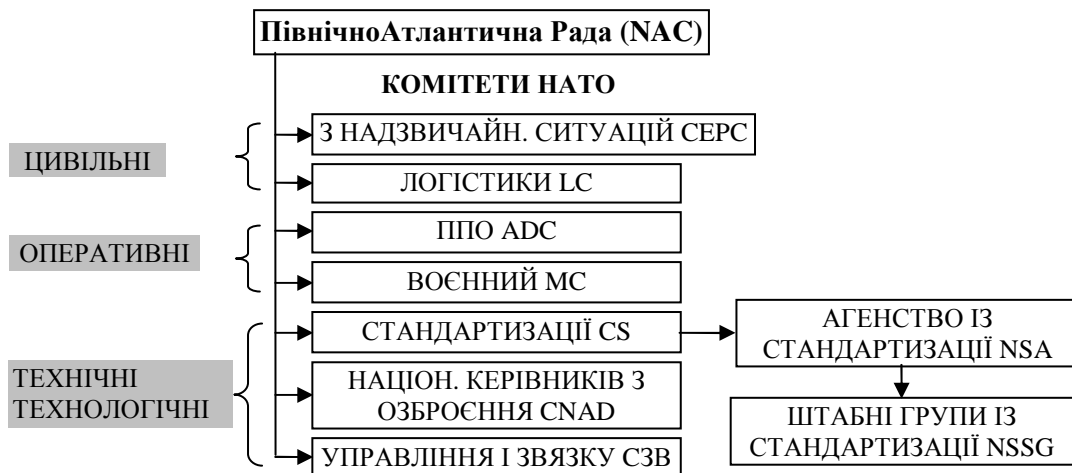 ПівнічноАтлантична Рада (NAC)
КОМІТЕТИ НАТО
З НАДЗВИЧАЙН. СИТУАЦІЙ CEPC
ЦИВІЛЬНІ
ЛОГІСТИКИ LC
ППО ADC
ОПЕРАТИВНІ
ВОЄННИЙ МС
СТАНДАРТИЗАЦІЇ CS
АГЕНСТВО ІЗ
СТАНДАРТИЗАЦІЇ NSA
ТЕХНІЧНІ
ТЕХНОЛОГІЧНІ
НАЦІОН. КЕРІВНИКІВ З
ОЗБРОЄННЯ CNAD
ШТАБНІ ГРУПИ ІЗ
СТАНДАРТИЗАЦІЇ NSSG
УПРАВЛІННЯ І ЗВЯЗКУ СЗВ